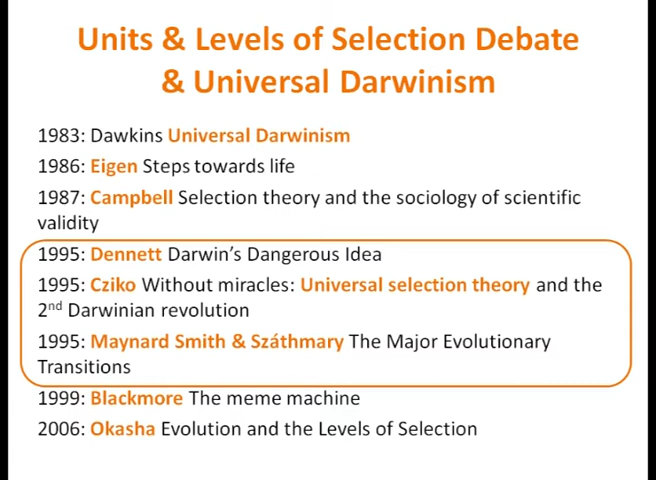 Units & Levels of Selection Debate
& Universal Darwinism
1983: Dawkins Universal Darwinism
1986: Eigen Steps towards life
1987: Campbell Selection theory and the sociology of scientific
validity
1995: Dennett Darwin's Dangerous Idea
1995: Cziko Without miracles: Universal selection theory and the
2nd Darwinian revolution
1995: Maynard Smith & Száthmary The Major Evolutionary
Transitions
1999: Blackmore The meme machine
2006: Okasha Evolution and the Levels of Selection